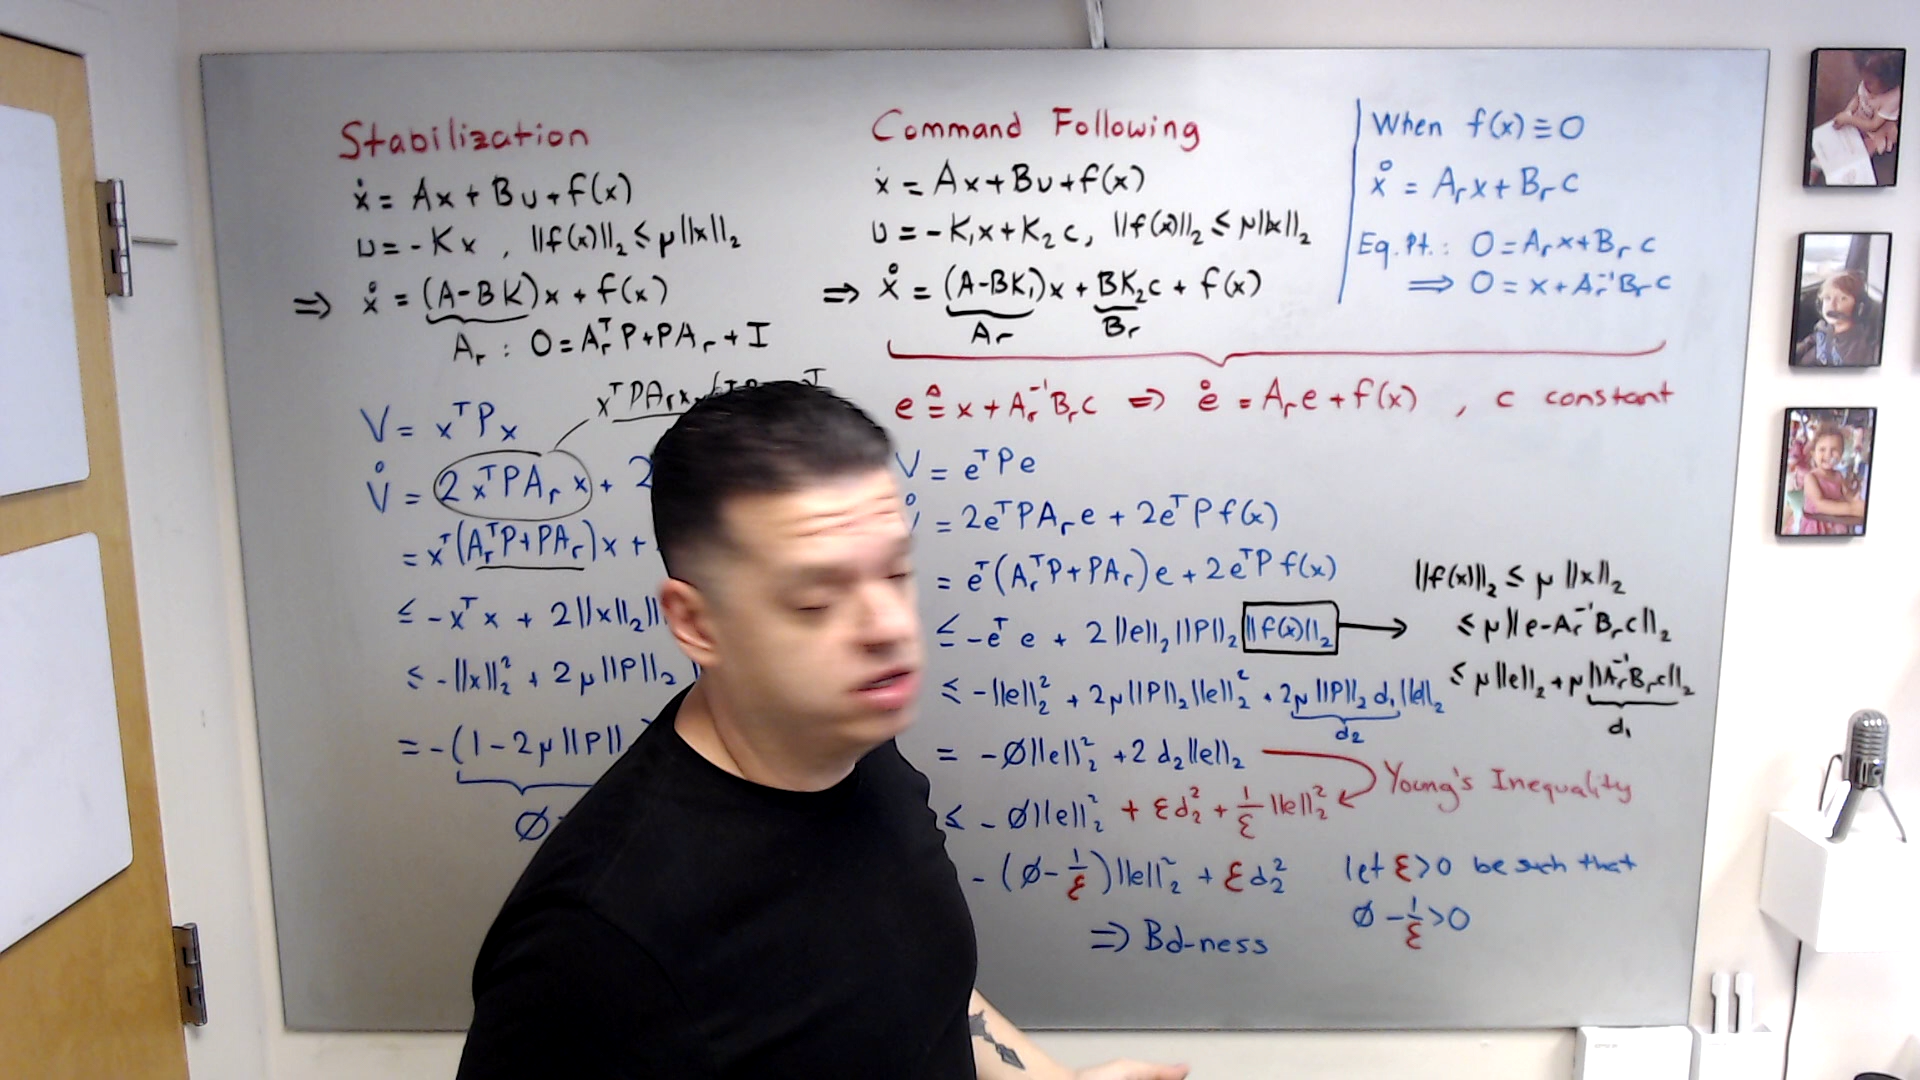 Stabilization
ẋ = Ax + Bu + f(x)
u = -Kx , ||f(x)||₂ ≤ μ||x||₂
⇒ ẋ = (A-BK)x + f(x)
Aᵣ : 0 = AᵣᵀP + PAᵣ + I
xᵀPAᵣx
V = xᵀPx
V̇ = 2xᵀPAᵣx + 2
= xᵀ(AᵣᵀP+PAᵣ)x +
≤ -xᵀx + 2||x||₂||
≤ -||x||₂² + 2μ||P||₂
= -(1-2μ||P||
Ø
Command Following
ẋ = Ax + Bu + f(x)
u = -K₁x + K₂c, ||f(x)||₂ ≤ μ||x||₂
⇒ ẋ = (A-BK₁)x + BK₂c + f(x)
Aᵣ Bᵣ
When f(x) ≡ 0
ẋ = Aᵣx + Bᵣc
Eq. Pt. : 0 = Aᵣx + Bᵣc
⇒ 0 = x + Aᵣ⁻¹Bᵣc
e ≜ x + Aᵣ⁻¹Bᵣc ⇒ ė = Aᵣe + f(x) , c constant
V = eᵀPe
= 2eᵀPAᵣe + 2eᵀPf(x)
= eᵀ(AᵣᵀP+PAᵣ)e + 2eᵀPf(x)
≤ -eᵀe + 2||e||₂||P||₂||f(x)||₂ →
||f(x)||₂ ≤ μ||x||₂
≤ μ||e-Aᵣ⁻¹Bᵣc||₂
≤ μ||e||₂ + μ||Aᵣ⁻¹Bᵣc||₂
d₁
≤ -||e||₂² + 2μ||P||₂||e||₂² + 2μ||P||₂d₁||e||₂
d₂
= -Ø||e||₂² + 2d₂||e||₂
Young's Inequality
≤ -Ø||e||₂² + εd₂² + 1/ε ||e||₂²
-(Ø - 1/ε)||e||₂² + εd₂²
let ε>0 be such that
Ø - 1/ε > 0
⇒ Bd-ness